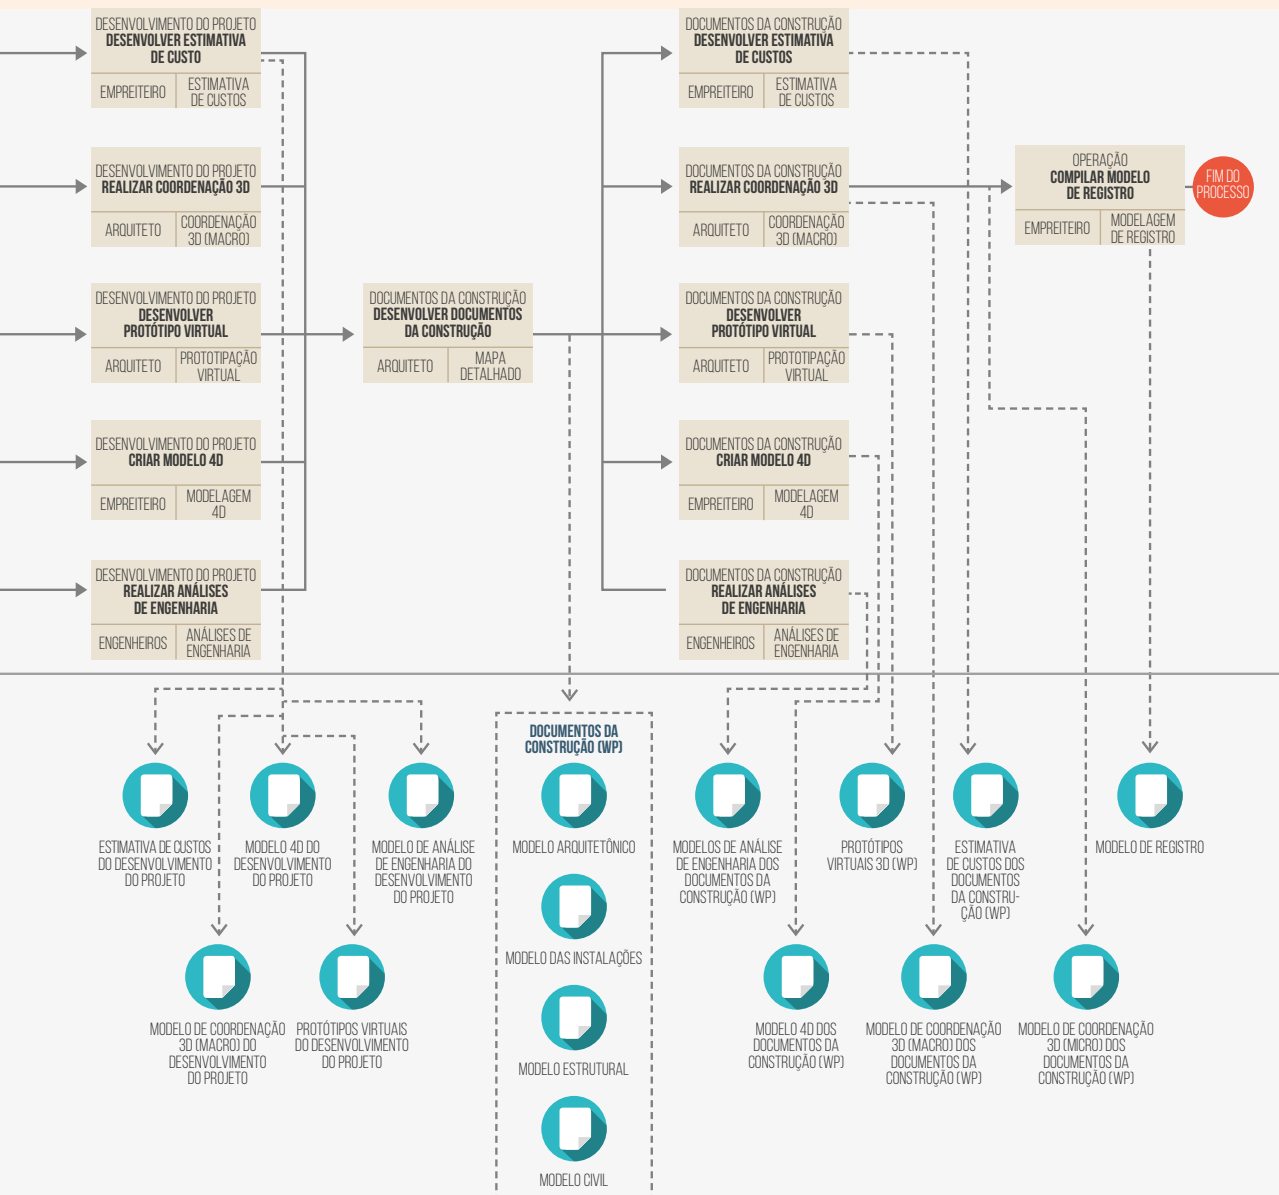 DESENVOLVIMENTO DO PROJETO
DESENVOLVER ESTIMATIVA
DE CUSTO
EMPREITEIRO
ESTIMATIVA
DE CUSTOS
DESENVOLVIMENTO DO PROJETO
REALIZAR COORDENAÇÃO 3D
ARQUITETO
COORDENAÇÃO
3D (MACRO)
DESENVOLVIMENTO DO PROJETO
DESENVOLVER
PROTÓTIPO VIRTUAL
ARQUITETO
PROTOTIPAÇÃO
VIRTUAL
DESENVOLVIMENTO DO PROJETO
CRIAR MODELO 4D
EMPREITEIRO
MODELAGEM
4D
DESENVOLVIMENTO DO PROJETO
REALIZAR ANÁLISES
DE ENGENHARIA
ENGENHEIROS
ANÁLISES DE
ENGENHARIA
DOCUMENTOS DA CONSTRUÇÃO
DESENVOLVER DOCUMENTOS
DA CONSTRUÇÃO
ARQUITETO
MAPA
DETALHADO
DOCUMENTOS DA CONSTRUÇÃO
DESENVOLVER ESTIMATIVA
DE CUSTOS
EMPREITEIRO
ESTIMATIVA
DE CUSTOS
DOCUMENTOS DA CONSTRUÇÃO
REALIZAR COORDENAÇÃO 3D
ARQUITETO
COORDENAÇÃO
3D (MACRO)
DOCUMENTOS DA CONSTRUÇÃO
DESENVOLVER
PROTÓTIPO VIRTUAL
ARQUITETO
PROTOTIPAÇÃO
VIRTUAL
DOCUMENTOS DA CONSTRUÇÃO
CRIAR MODELO 4D
EMPREITEIRO
MODELAGEM
4D
DOCUMENTOS DA CONSTRUÇÃO
REALIZAR ANÁLISES
DE ENGENHARIA
ENGENHEIROS
ANÁLISES DE
ENGENHARIA
OPERAÇÃO
COMPILAR MODELO
DE REGISTRO
EMPREITEIRO
MODELAGEM
DE REGISTRO
FIM DO
PROCESSO
ESTIMATIVA DE CUSTOS
DO DESENVOLVIMENTO
DO PROJETO
MODELO 4D DO
DESENVOLVIMENTO
DO PROJETO
MODELO DE ANÁLISE
DE ENGENHARIA DO
DESENVOLVIMENTO
DO PROJETO
MODELO DE COORDENAÇÃO
3D (MACRO) DO
DESENVOLVIMENTO
DO PROJETO
PROTÓTIPOS VIRTUAIS
DO DESENVOLVIMENTO
DO PROJETO
DOCUMENTOS DA
CONSTRUÇÃO (WP)
MODELO ARQUITETÔNICO
MODELO DAS INSTALAÇÕES
MODELO ESTRUTURAL
MODELO CIVIL
MODELOS DE ANÁLISE
DE ENGENHARIA DOS
DOCUMENTOS DA
CONSTRUÇÃO (WP)
PROTÓTIPOS
VIRTUAIS 3D (WP)
ESTIMATIVA
DE CUSTOS DOS
DOCUMENTOS
DA CONSTRU-
ÇÃO (WP)
MODELO DE REGISTRO
MODELO 4D DOS
DOCUMENTOS DA
CONSTRUÇÃO (WP)
MODELO DE COORDENAÇÃO
3D (MACRO) DOS
DOCUMENTOS DA
CONSTRUÇÃO (WP)
MODELO DE COORDENAÇÃO
3D (MICRO) DOS
DOCUMENTOS DA
CONSTRUÇÃO (WP)